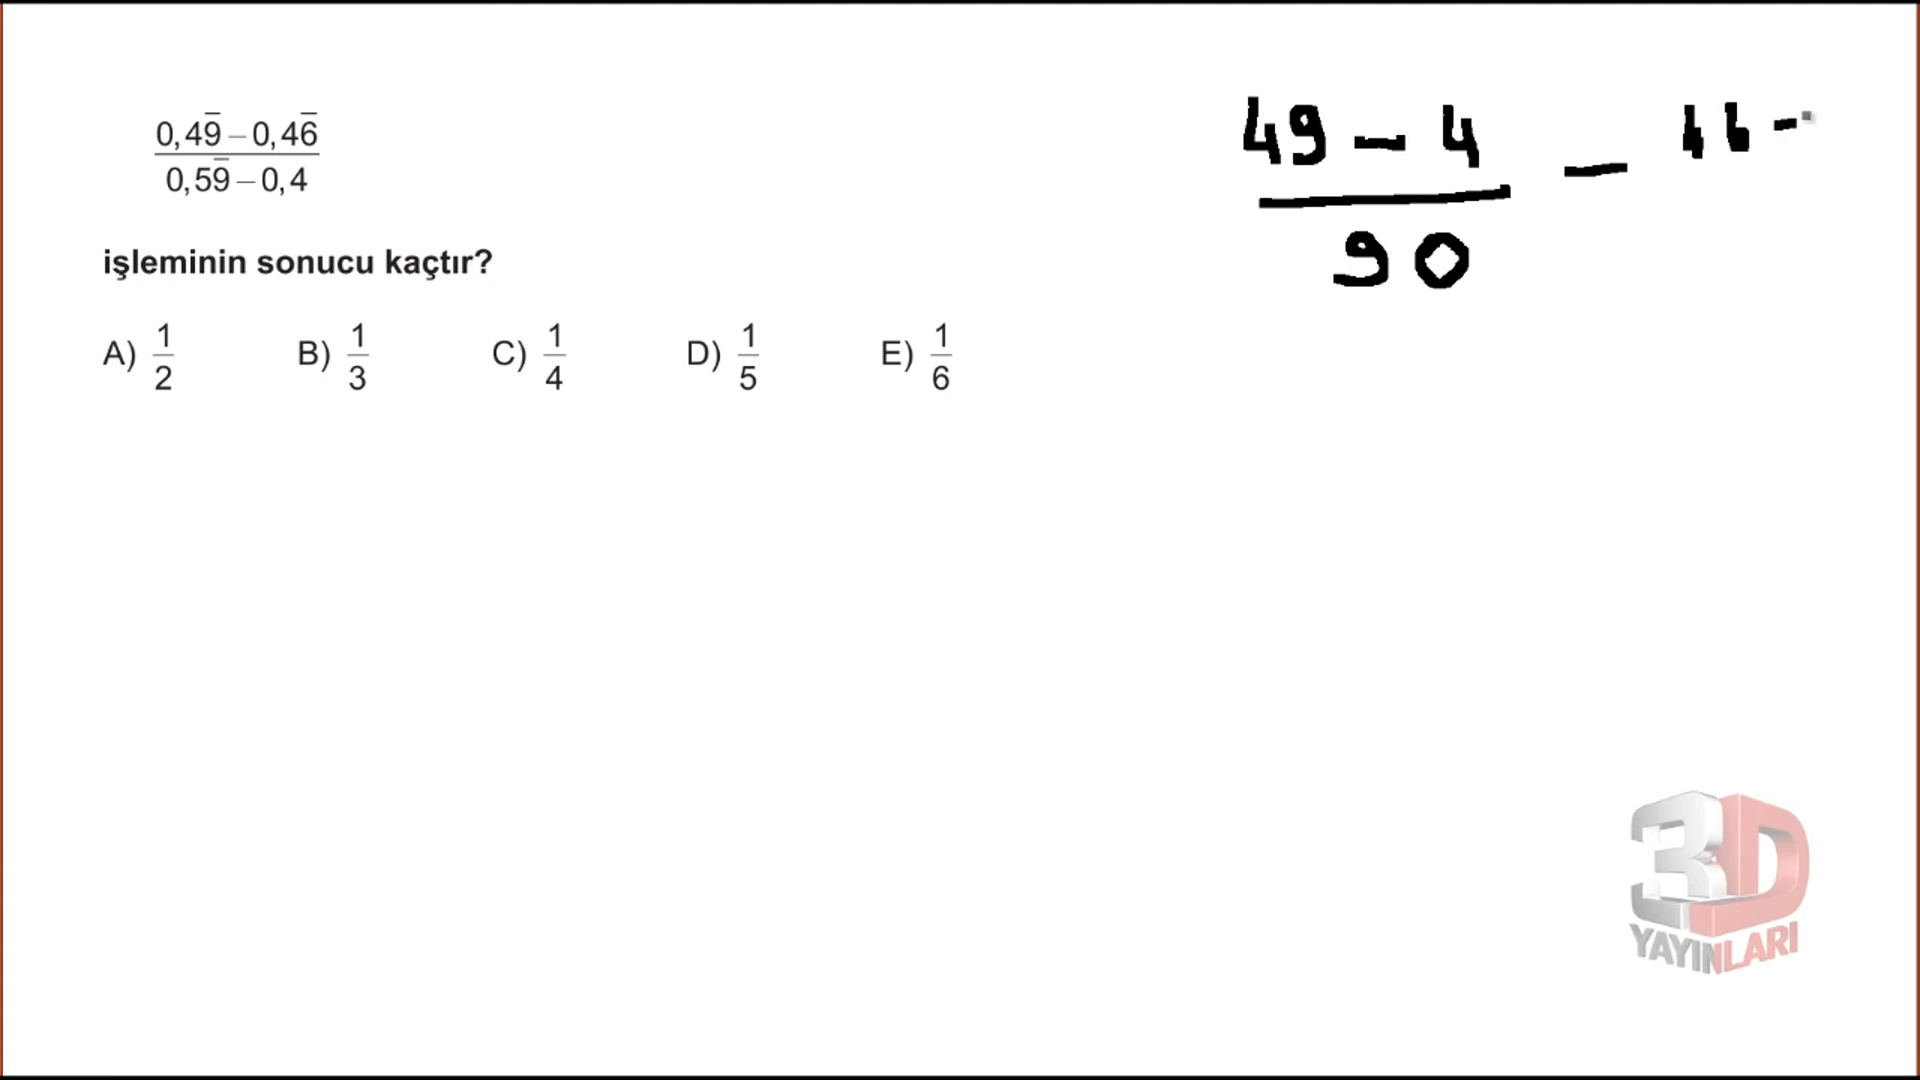 0,49̅ – 0,46̅
0,59̅ – 0,4
işleminin sonucu kaçtır?
A) 1/2 B) 1/3 C) 1/4 D) 1/5 E) 1/6
49 – 4 – 46 –
90
3D
YAYINLARI